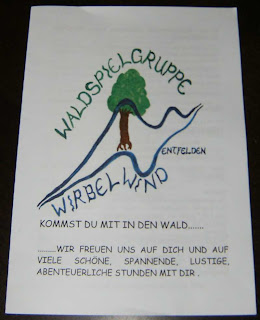 WALDSPIELGRUPPE
ENTFELDEN
WIRBELWIND
KOMMST DU MIT IN DEN WALD.......
.........WIR FREUEN UNS AUF DICH UND AUF
VIELE SCHÖNE, SPANNENDE, LUSTIGE,
ABENTEUERLICHE STUNDEN MIT DIR .